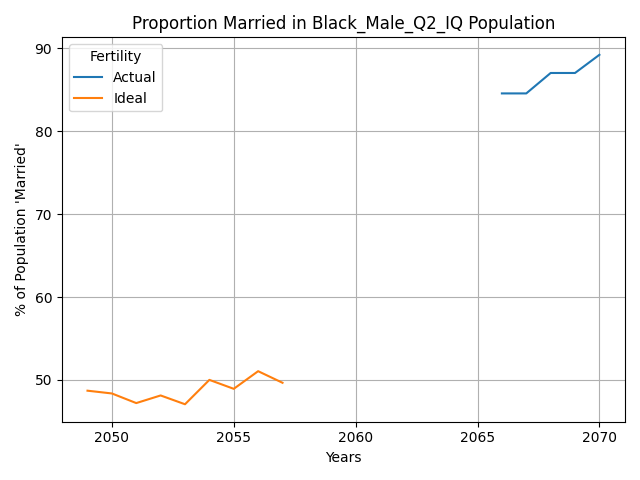 Proportion Married in Black_Male_Q2_IQ Population
Fertility
Actual
Ideal
90
80
70
60
50
% of Population 'Married'
2050
2055
2060
2065
2070
Years